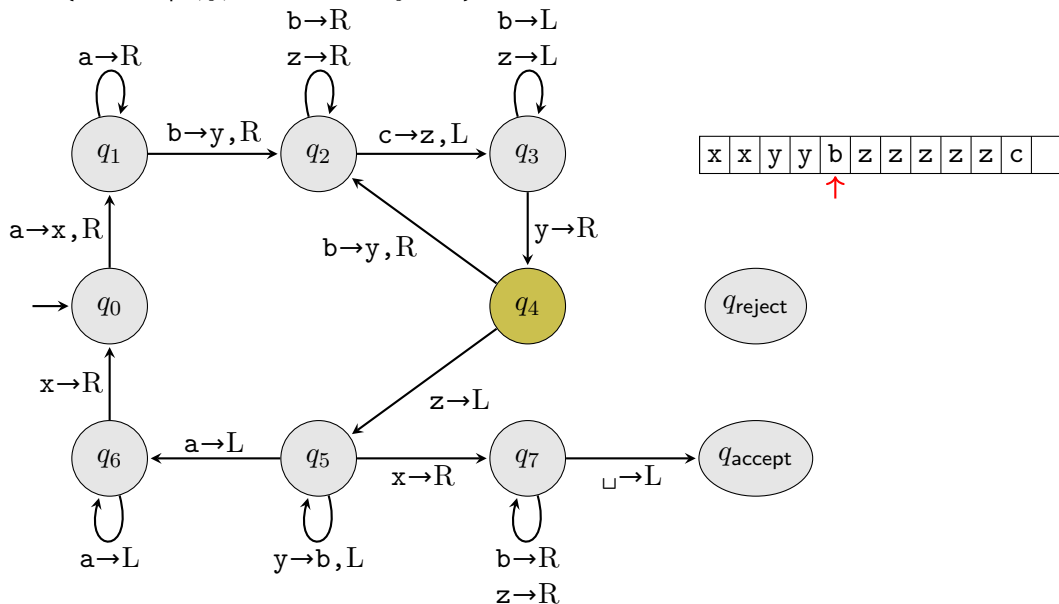 b→R
b→L
a→R
z→R
z→L
q1
b→y,R
q2
c→z,L
q3
x x y y b z z z z z c
↑
a→x,R
b→y,R
y→R
q0
q4
qreject
x→R
z→L
q6
a→L
q5
x→R
q7
␣→L
qaccept
a→L
y→b,L
b→R
z→R